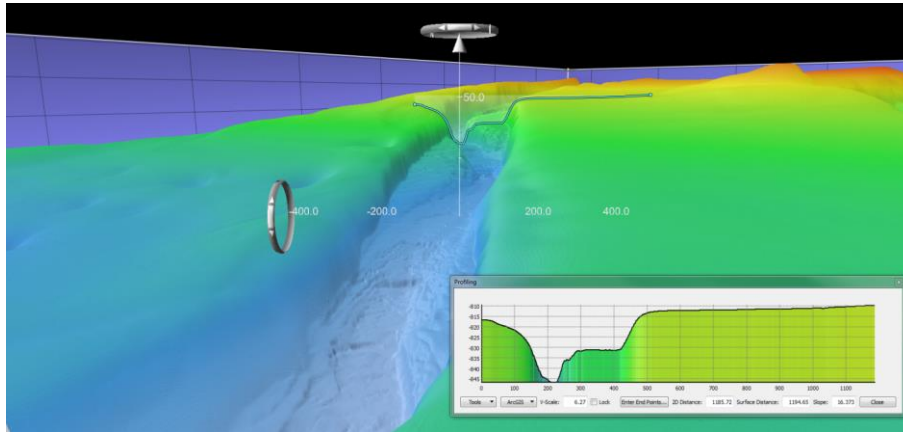 50.0
-400.0 -200.0 200.0 400.0
Profiling
-810
-815
-820
-825
-830
-835
-840
-845
0 100 200 300 400 500 600 700 800 900 1000 1100
Tools ArcGIS V-Scale: 6.27 Lock Enter End Points... 2D Distance: 1185.72 Surface Distance: 1194.65 Slope: 16.373 Close